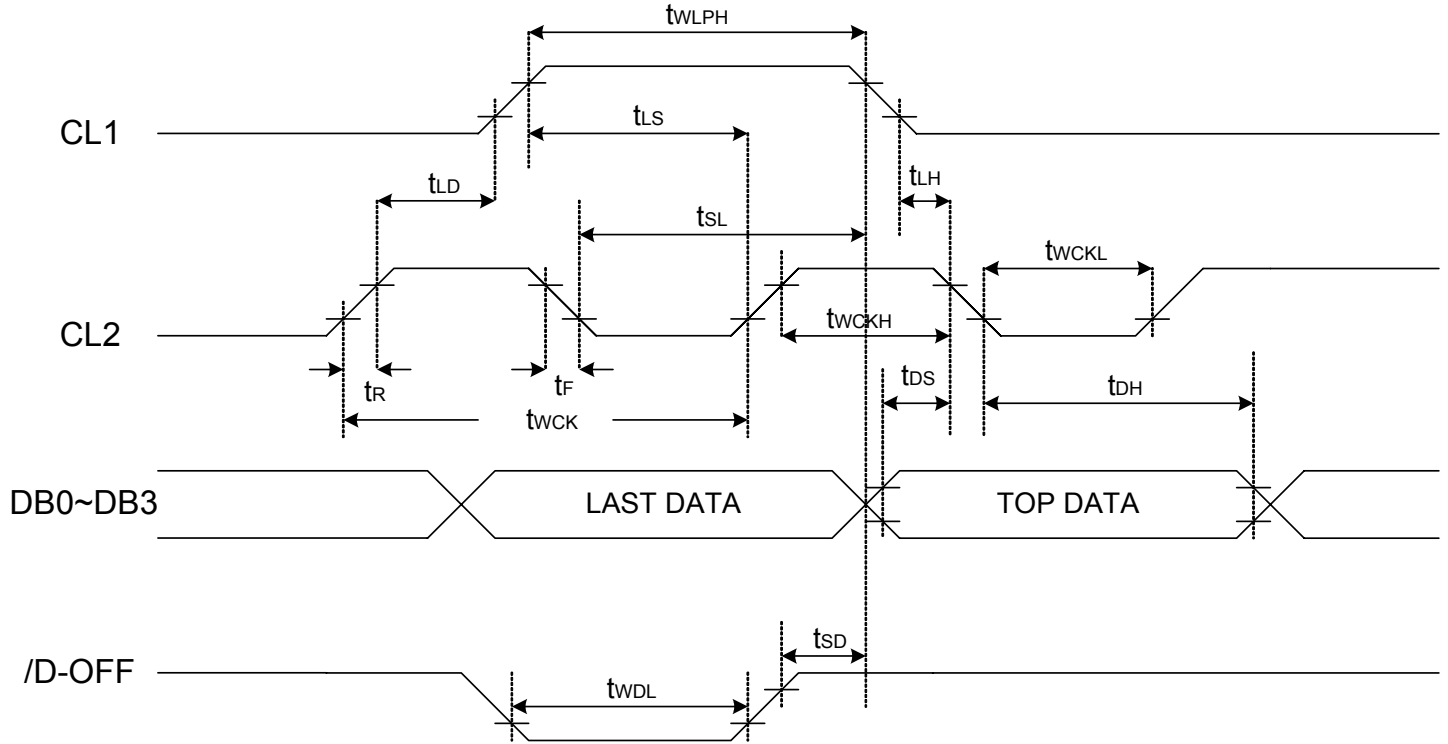 tWLPH
CL1
tLS
tLD
tLH
tSL
tWCKL
CL2
tWCKH
tR
tF
tDS
tDH
tWCK
DB0~DB3
LAST DATA
TOP DATA
tSD
/D-OFF
tWDL